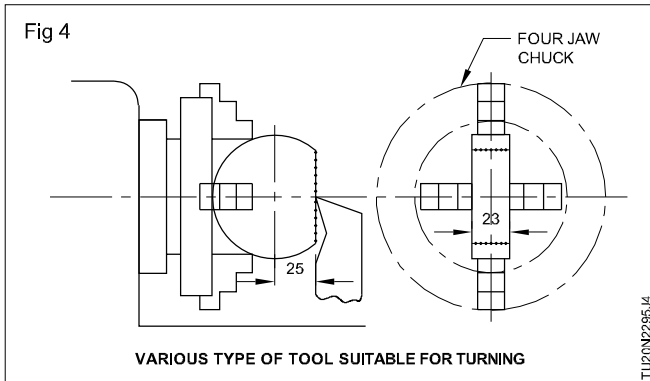 Fig 4
FOUR JAW
CHUCK
23
25
VARIOUS TYPE OF TOOL SUITABLE FOR TURNING
TU20N2295J4